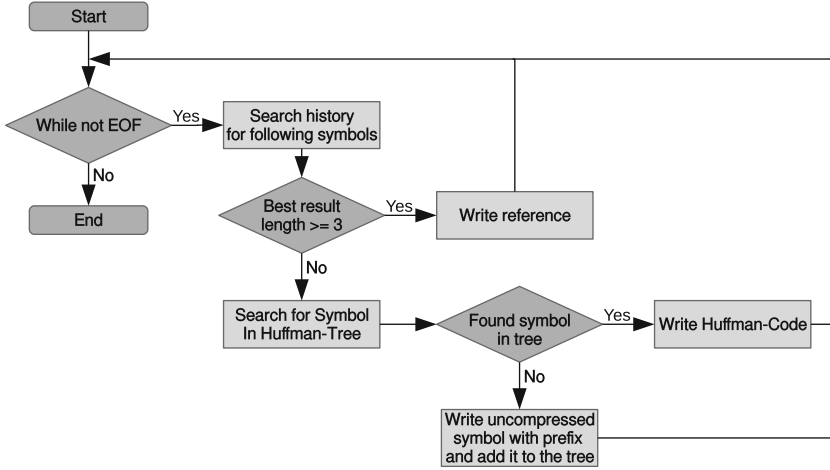 Start
While not EOF
Yes
Search history
for following symbols
No
End
Best result
length >= 3
Yes
Write reference
No
Search for Symbol
In Huffman-Tree
Found symbol
in tree
Yes
Write Huffman-Code
No
Write uncompressed
symbol with prefix
and add it to the tree